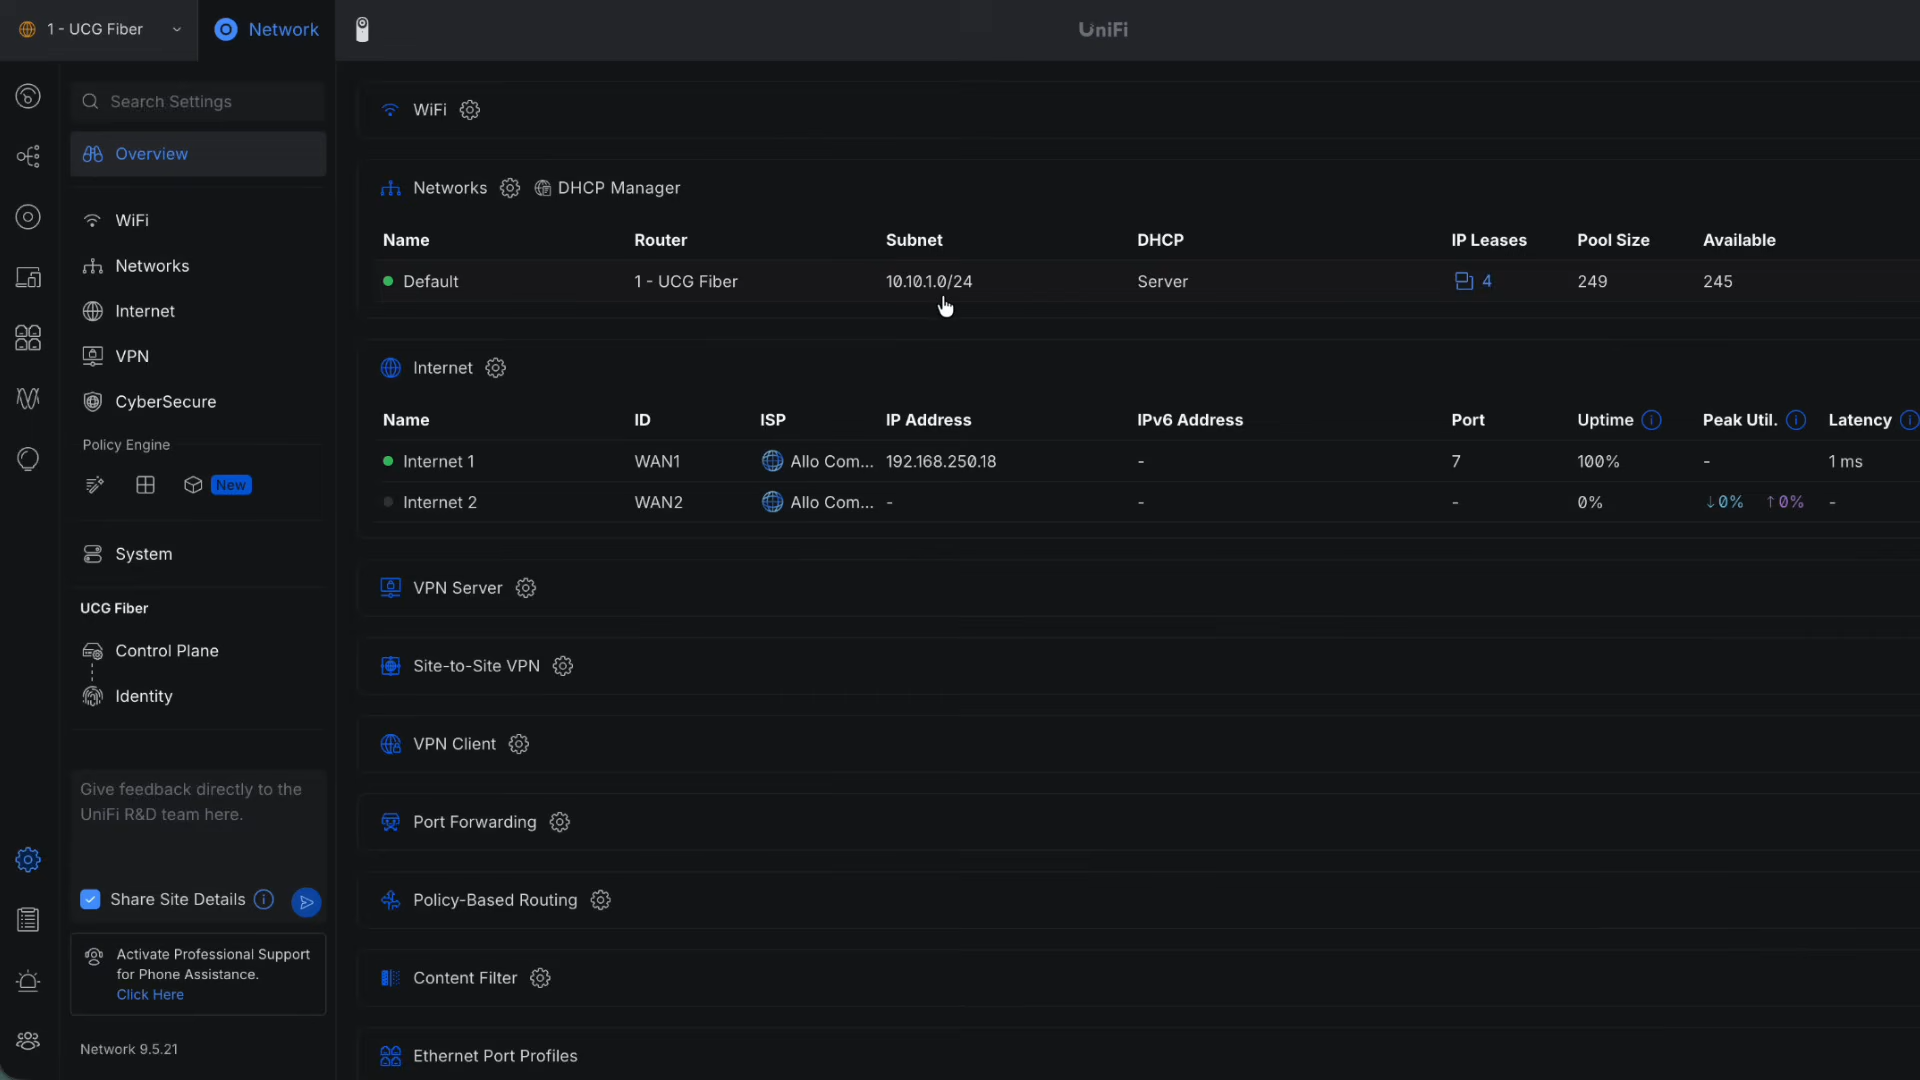 1 - UCG Fiber
Network
UniFi
Search Settings
Overview
WiFi
Networks
Internet
VPN
CyberSecure
Policy Engine
New
System
UCG Fiber
Control Plane
Identity
Give feedback directly to the
UniFi R&D team here.
Share Site Details
Activate Professional Support
for Phone Assistance.
Click Here
Network 9.5.21
WiFi
Networks DHCP Manager
Name Router Subnet DHCP IP Leases Pool Size Available
Default 1 - UCG Fiber 10.10.1.0/24 Server 4 249 245
Internet
Name ID ISP IP Address IPv6 Address Port Uptime Peak Util. Latency
Internet 1 WAN1 Allo Com... 192.168.250.18 - 7 100% - 1 ms
Internet 2 WAN2 Allo Com... - - - 0% ↓0% ↑0% -
VPN Server
Site-to-Site VPN
VPN Client
Port Forwarding
Policy-Based Routing
Content Filter
Ethernet Port Profiles